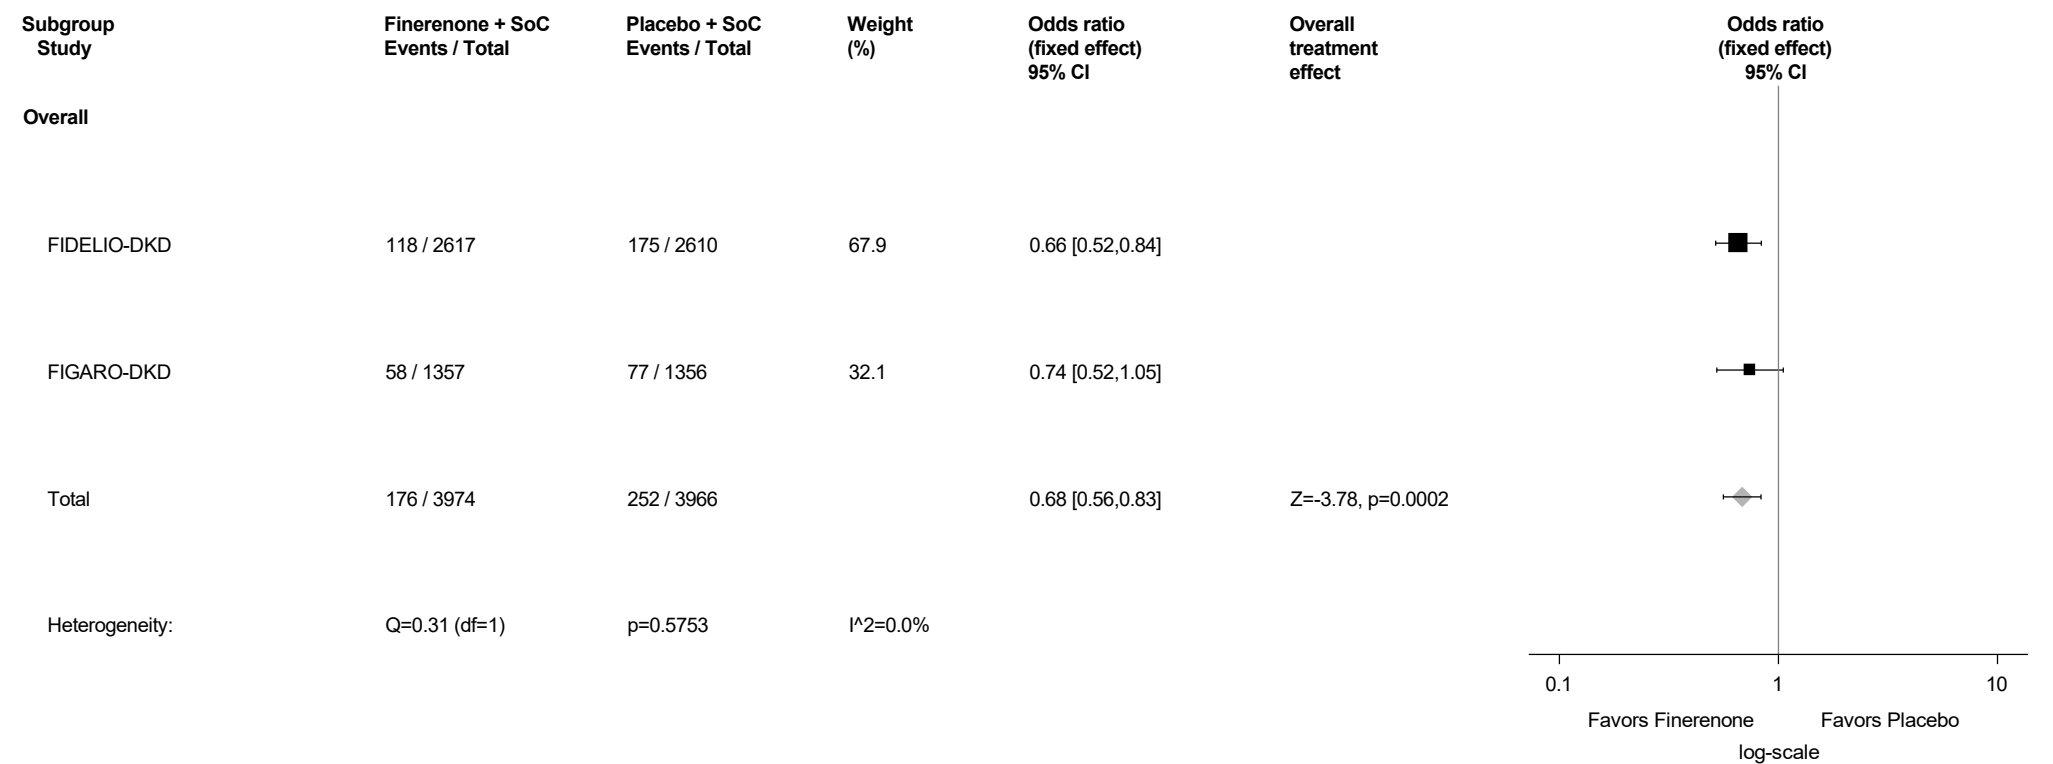 Subgroup Finerenone + SoC Placebo + SoC Weight Odds ratio Overall Odds ratio
Study Events / Total Events / Total (%) (fixed effect) treatment (fixed effect)
95% CI effect 95% CI
Overall
FIDELIO-DKD 118 / 2617 175 / 2610 67.9 0.66 [0.52,0.84]
FIGARO-DKD 58 / 1357 77 / 1356 32.1 0.74 [0.52,1.05]
Total 176 / 3974 252 / 3966 0.68 [0.56,0.83] Z=-3.78, p=0.0002
Heterogeneity: Q=0.31 (df=1) p=0.5753 I^2=0.0%
0.1 1 10
Favors Finerenone Favors Placebo
log-scale